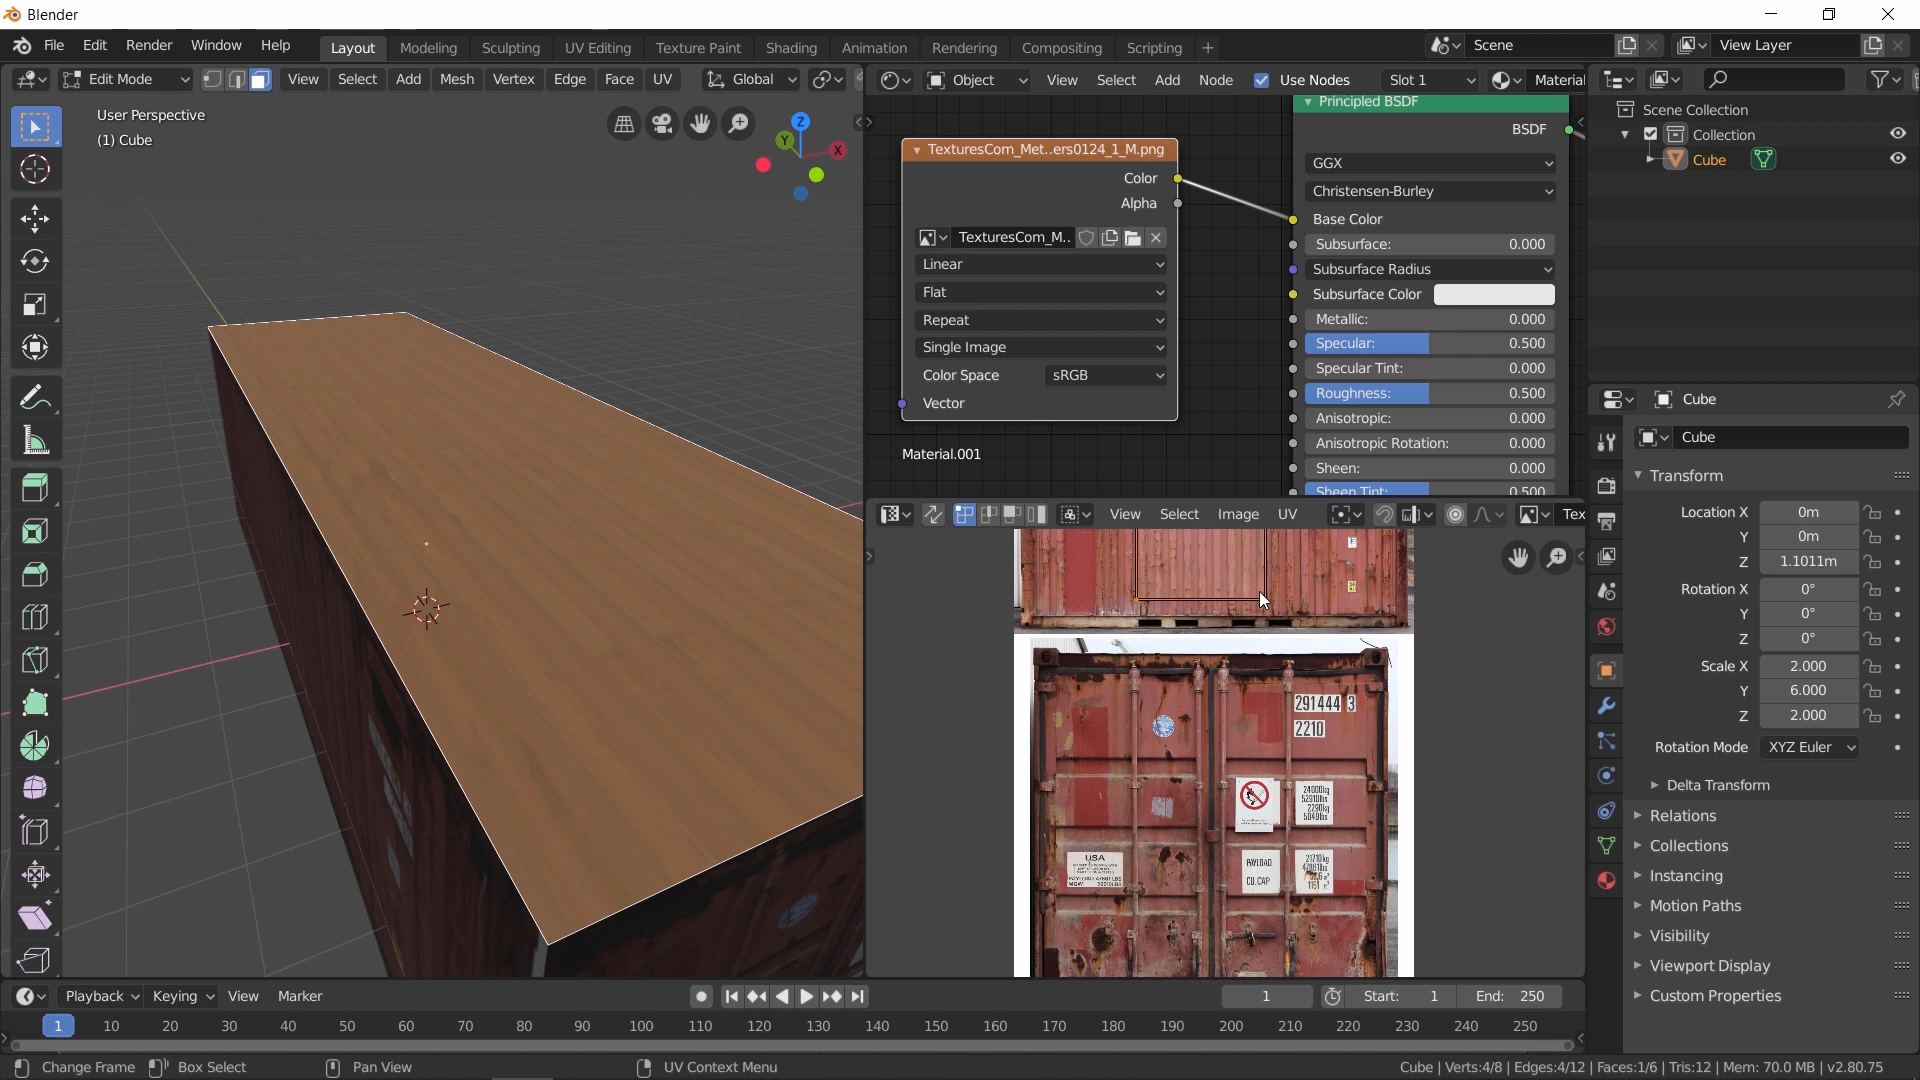 Blender
File Edit Render Window Help Layout Modeling Sculpting UV Editing Texture Paint Shading Animation Rendering Compositing Scripting + Scene View Layer
Edit Mode View Select Add Mesh Vertex Edge Face UV Global
Object View Select Add Node Use Nodes Slot 1 Material
User Perspective
(1) Cube
Z
Y
X
TexturesCom_Met..ers0124_1_M.png
Color
Alpha
TexturesCom_M..
Linear
Flat
Repeat
Single Image
Color Space sRGB
Vector
Material.001
Principled BSDF
BSDF
GGX
Christensen-Burley
Base Color
Subsurface: 0.000
Subsurface Radius
Subsurface Color
Metallic: 0.000
Specular: 0.500
Specular Tint: 0.000
Roughness: 0.500
Anisotropic: 0.000
Anisotropic Rotation: 0.000
Sheen: 0.000
Sheen Tint: 0.500
View Select Image UV Tex
291444 3
2210
24000kg
52910lbs
2290kg
5049lbs
USA
PAYLOAD
CU.CAP
21710kg
Scene Collection
Collection
Cube
Cube
Cube
Transform
Location X 0m
Y 0m
Z 1.1011m
Rotation X 0°
Y 0°
Z 0°
Scale X 2.000
Y 6.000
Z 2.000
Rotation Mode XYZ Euler
Delta Transform
Relations
Collections
Instancing
Motion Paths
Visibility
Viewport Display
Custom Properties
Playback Keying View Marker 1 Start: 1 End: 250
1 10 20 30 40 50 60 70 80 90 100 110 120 130 140 150 160 170 180 190 200 210 220 230 240 250
Change Frame Box Select Pan View UV Context Menu Cube | Verts:4/8 | Edges:4/12 | Faces:1/6 | Tris:12 | Mem: 70.0 MB | v2.80.75